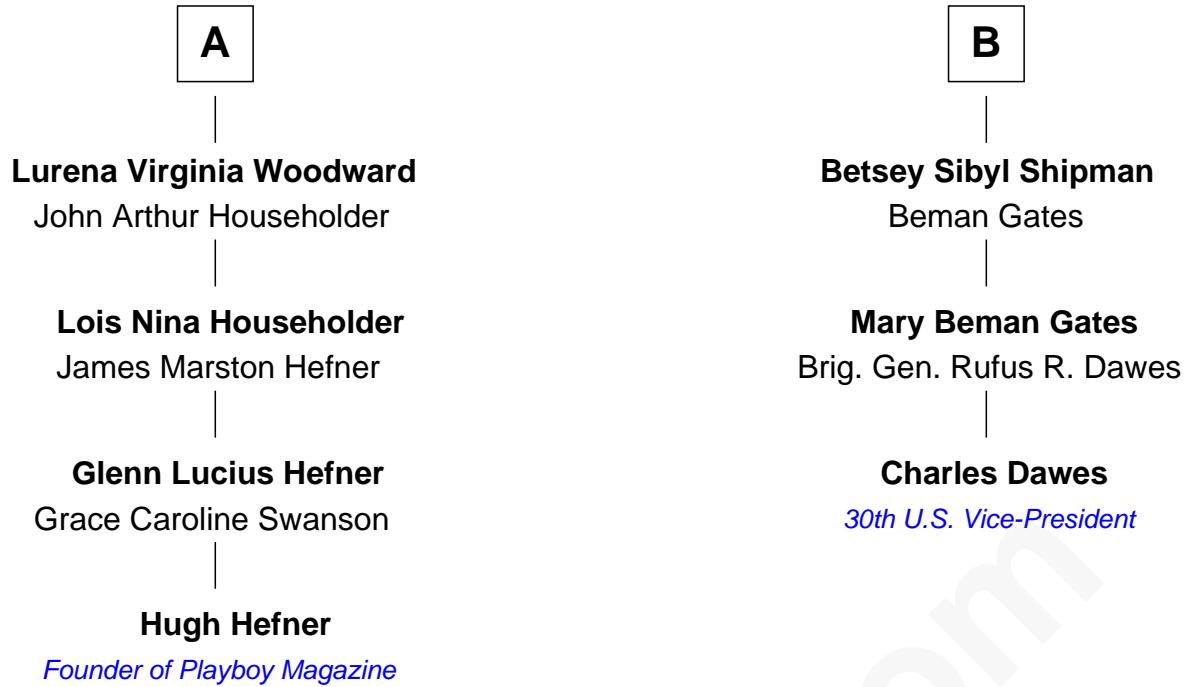 A
Lurena Virginia Woodward
John Arthur Householder
Lois Nina Householder
James Marston Hefner
Glenn Lucius Hefner
Grace Caroline Swanson
Hugh Hefner
Founder of Playboy Magazine
B
Betsey Sibyl Shipman
Beman Gates
Mary Beman Gates
Brig. Gen. Rufus R. Dawes
Charles Dawes
30th U.S. Vice-President
om